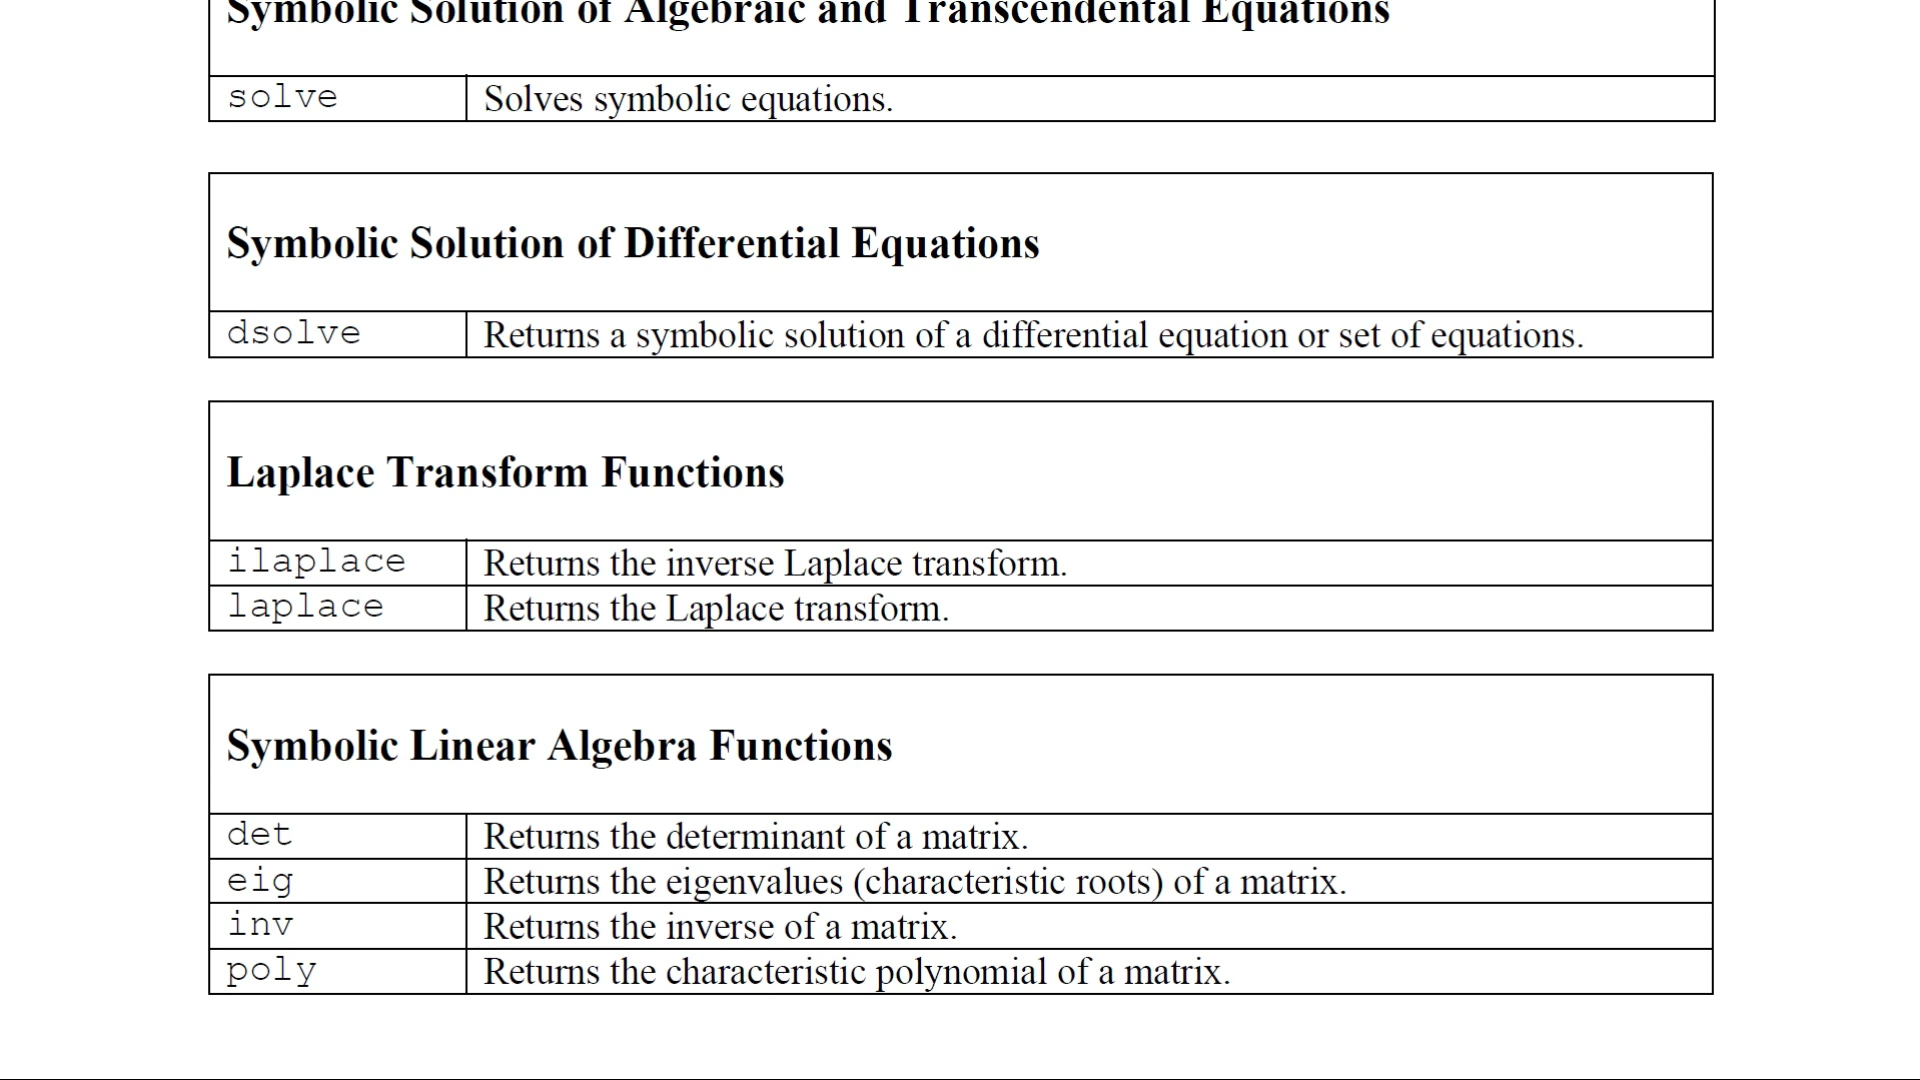 Symbolic Solution of Algebraic and Transcendental Equations
solve Solves symbolic equations.
Symbolic Solution of Differential Equations
dsolve Returns a symbolic solution of a differential equation or set of equations.
Laplace Transform Functions
ilaplace Returns the inverse Laplace transform.
laplace Returns the Laplace transform.
Symbolic Linear Algebra Functions
det Returns the determinant of a matrix.
eig Returns the eigenvalues (characteristic roots) of a matrix.
inv Returns the inverse of a matrix.
poly Returns the characteristic polynomial of a matrix.